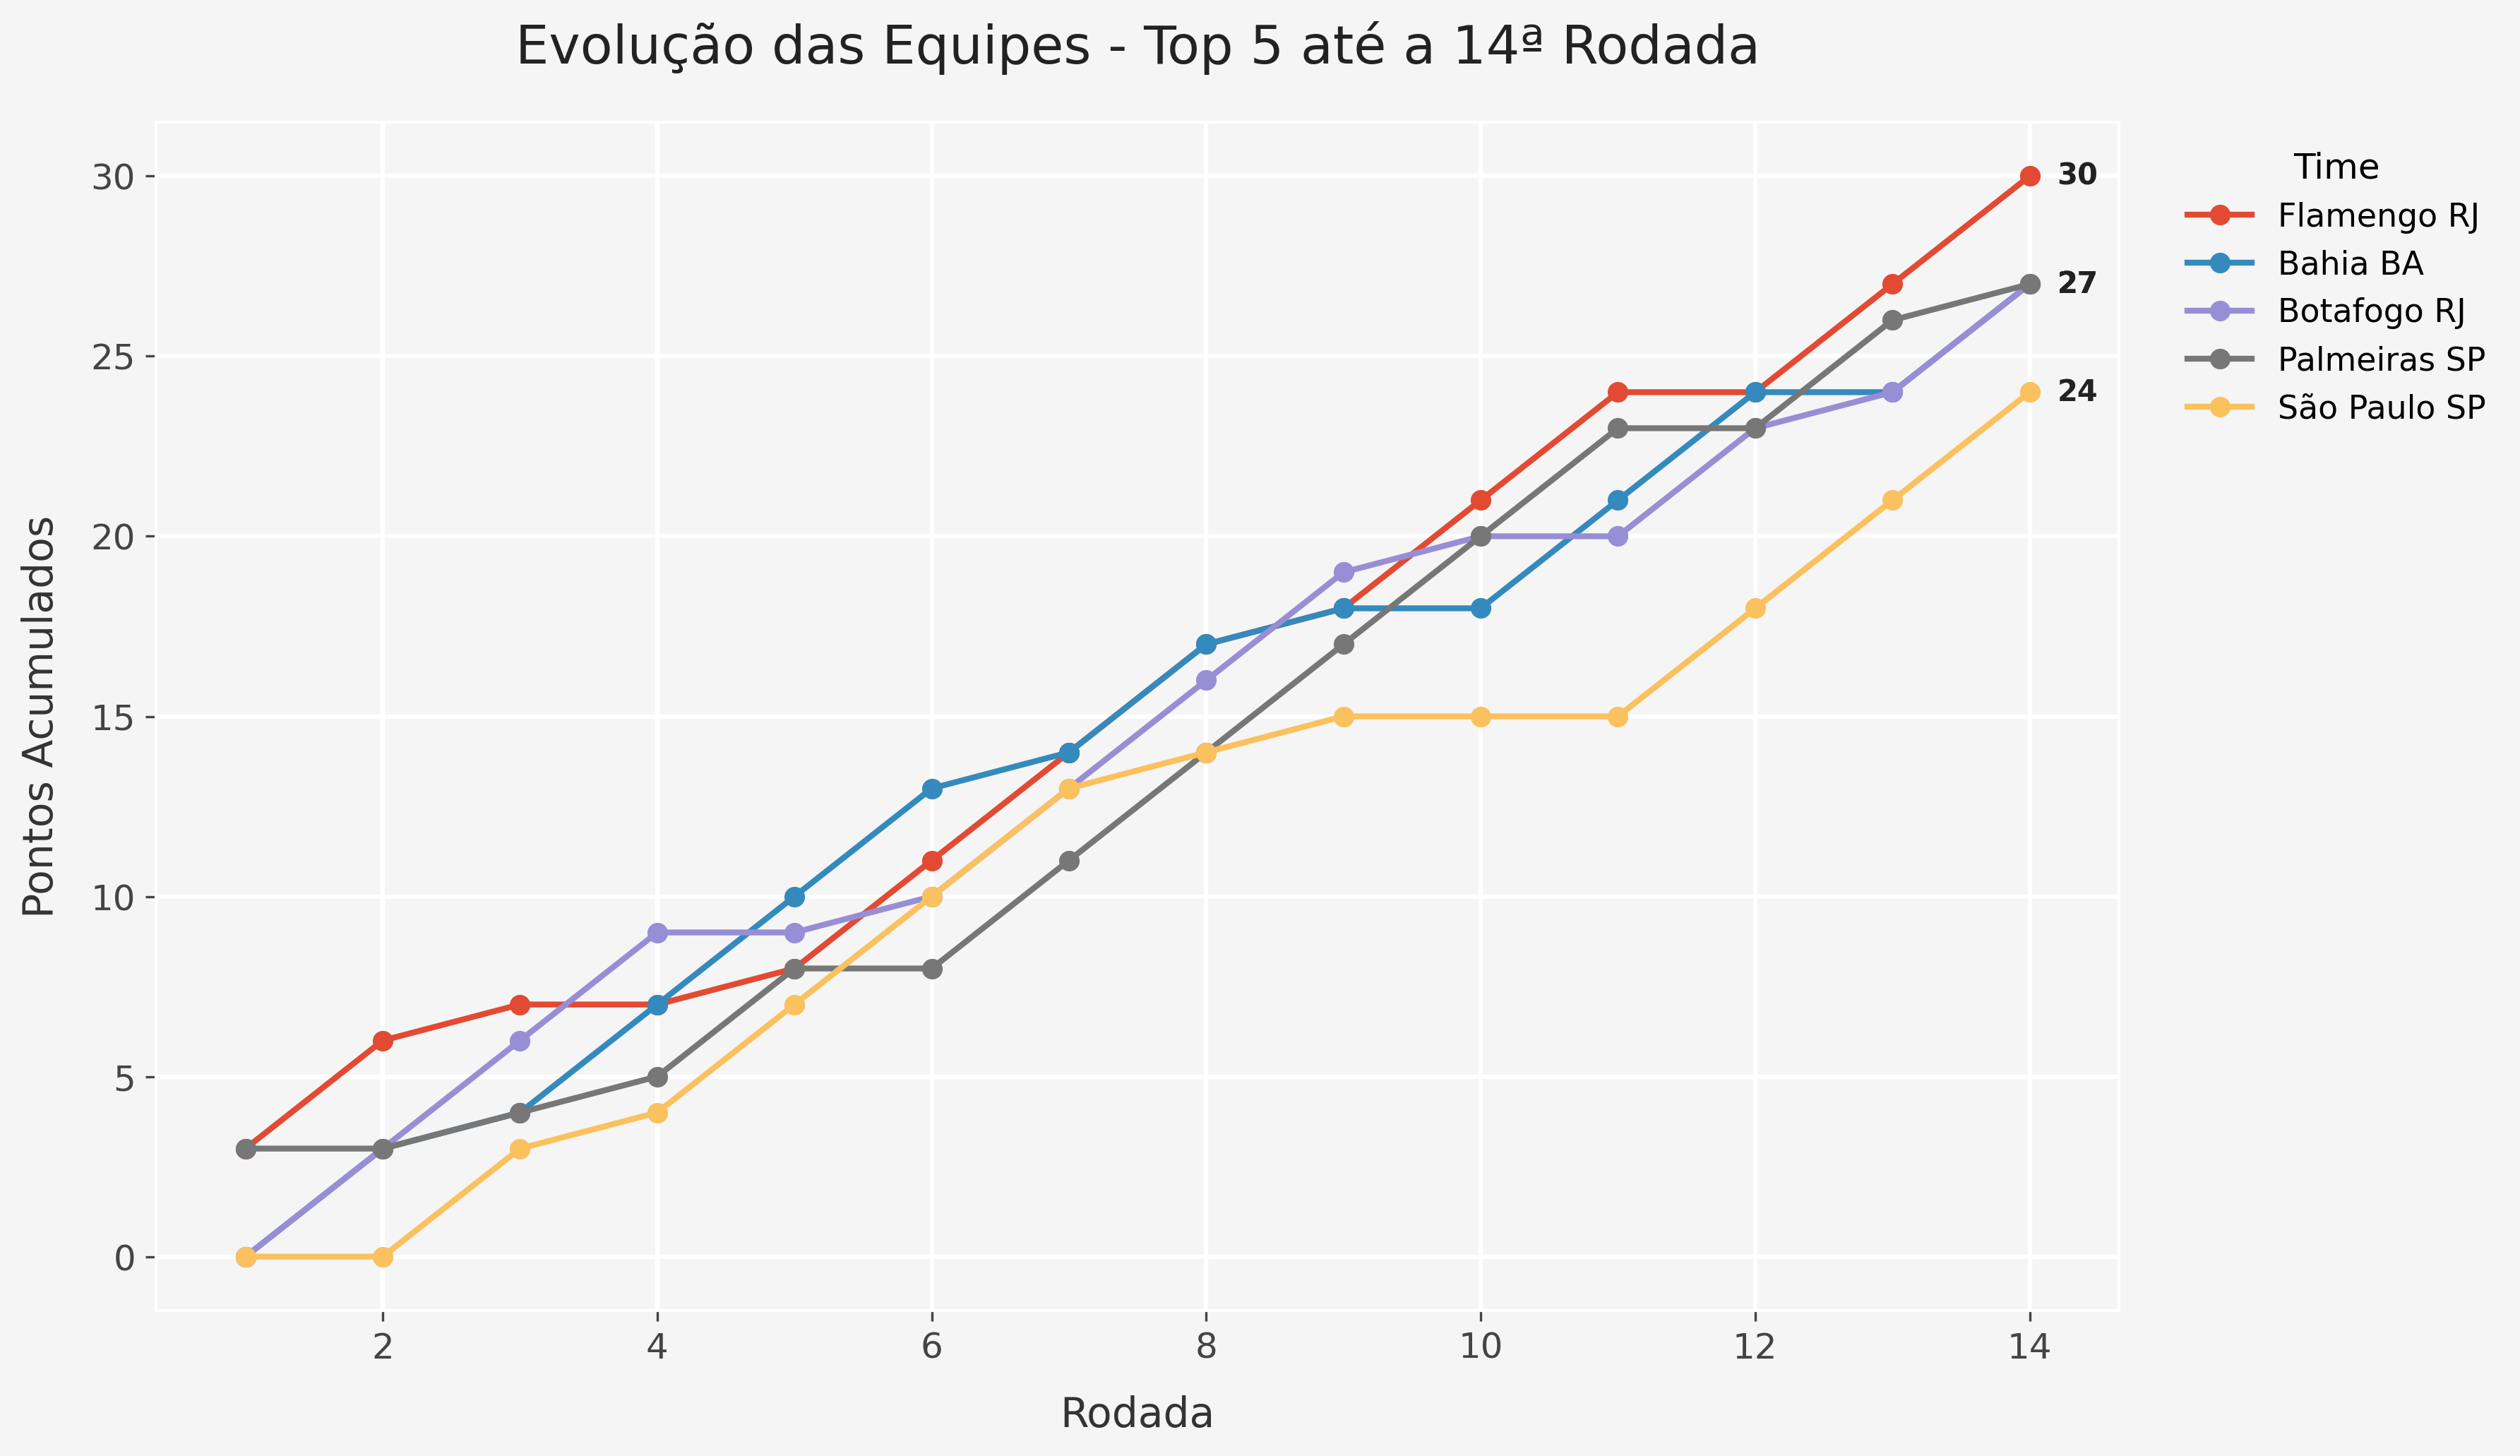 Evolução das Equipes - Top 5 até a 14ª Rodada
Pontos Acumulados
30
25
20
15
10
5
0
2 4 6 8 10 12 14
Rodada
30
27
24
Time
Flamengo RJ
Bahia BA
Botafogo RJ
Palmeiras SP
São Paulo SP